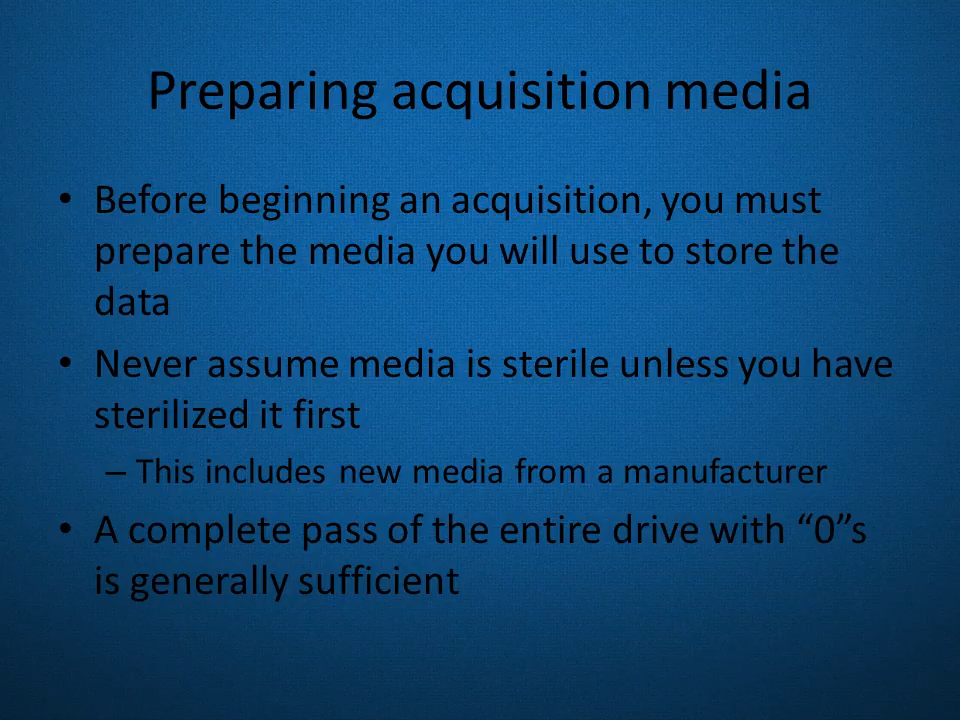 Preparing acquisition media
• Before beginning an acquisition, you must
prepare the media you will use to store the
data
• Never assume media is sterile unless you have
sterilized it first
– This includes new media from a manufacturer
• A complete pass of the entire drive with “0”s
is generally sufficient